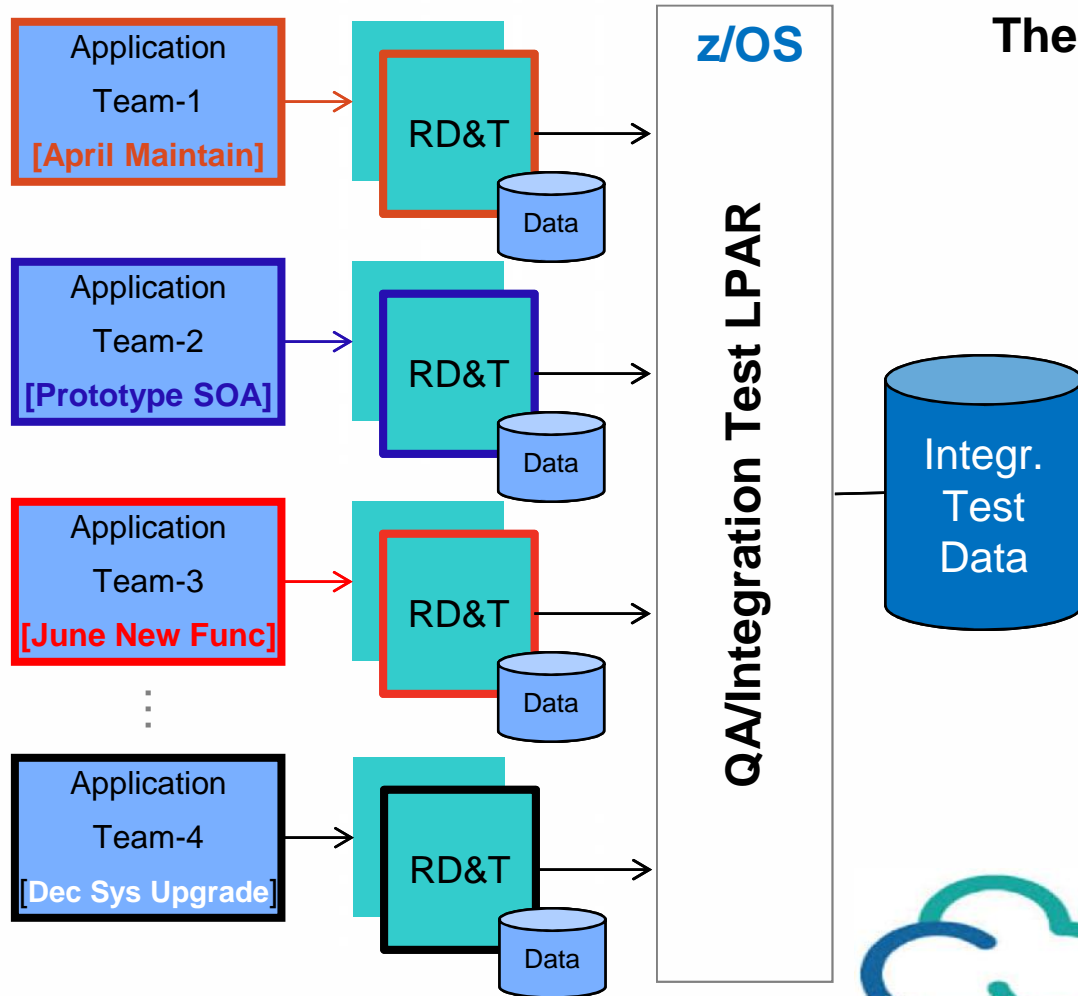 Application
Team-1
[April Maintain]
RD&T
Data
Application
Team-2
[Prototype SOA]
RD&T
Data
Application
Team-3
[June New Func]
RD&T
Data
Application
Team-4
[Dec Sys Upgrade]
RD&T
Data
z/OS
QA/Integration Test LPAR
The
Integr.
Test
Data